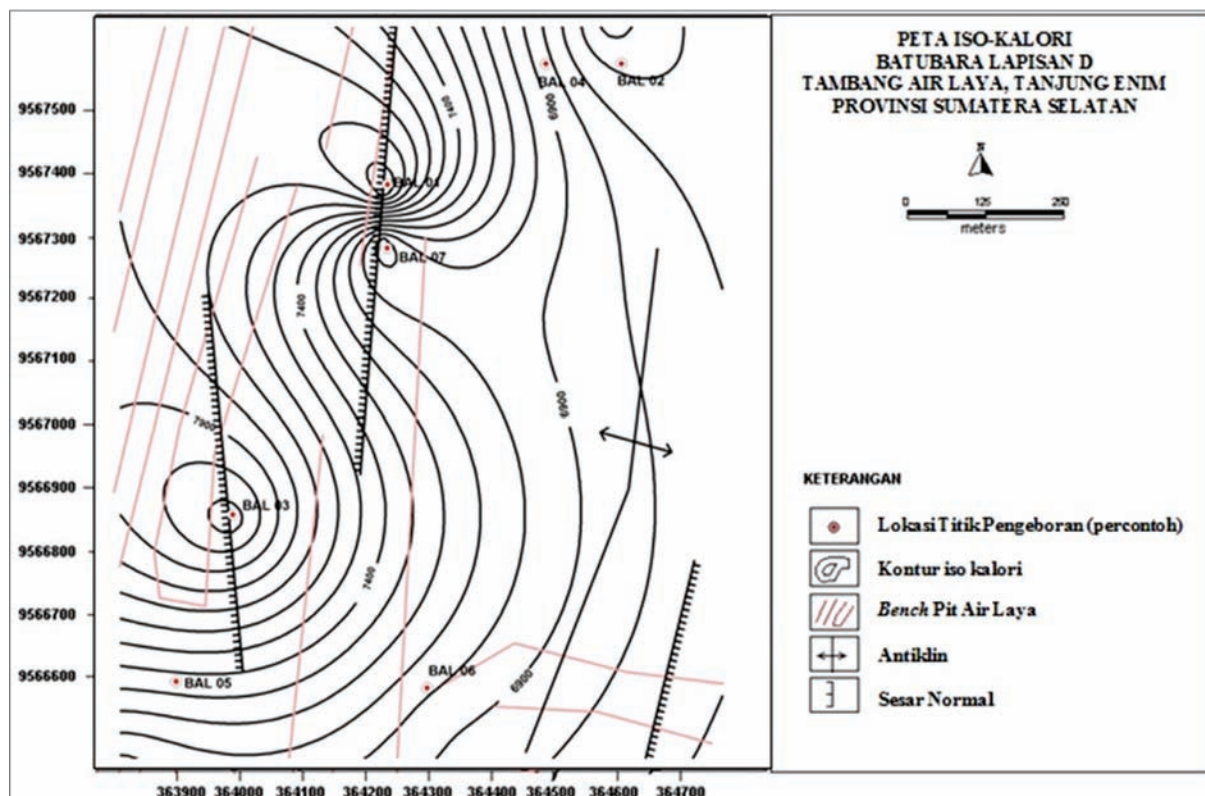 PETA ISO-KALORI
BATUBARA LAPISAN D
TAMBANG AIR LAYA, TANJUNG ENIM
PROVINSI SUMATERA SELATAN
N
0 125 250
meters
KETERANGAN
Lokasi Titik Pengeboran (percontoh)
Kontur iso kalori
Bench Pit Air Laya
Antiklin
Sesar Normal
9567500
9567400
9567300
9567200
9567100
9567000
9566900
9566800
9566700
9566600
BAL 04
BAL 02
7400
6900
BAL 01
BAL 07
7400
6900
7900
BAL 03
7400
BAL 05
BAL 06
6900
363900 364000 364100 364200 364300 364400 364500 364600 364700